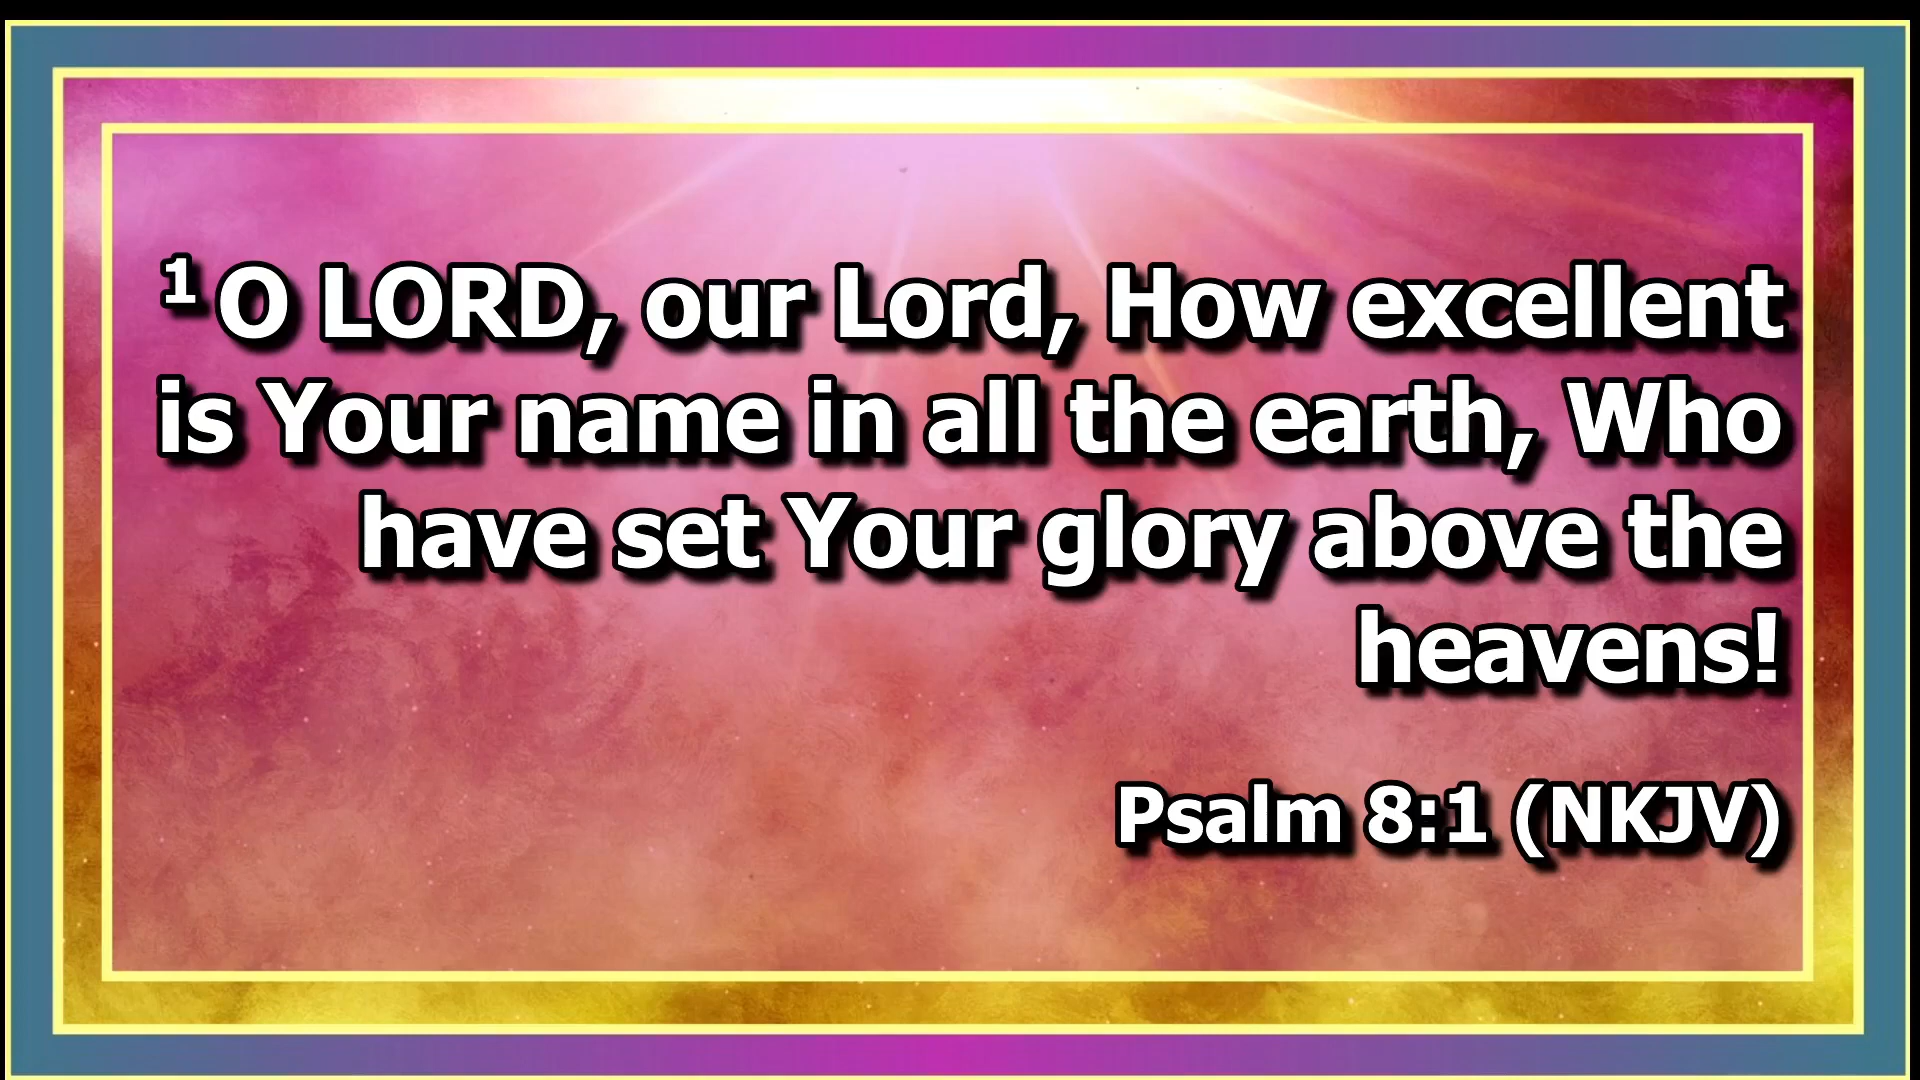 ¹ O LORD, our Lord, How excellent
is Your name in all the earth, Who
have set Your glory above the
heavens!
Psalm 8:1 (NKJV)